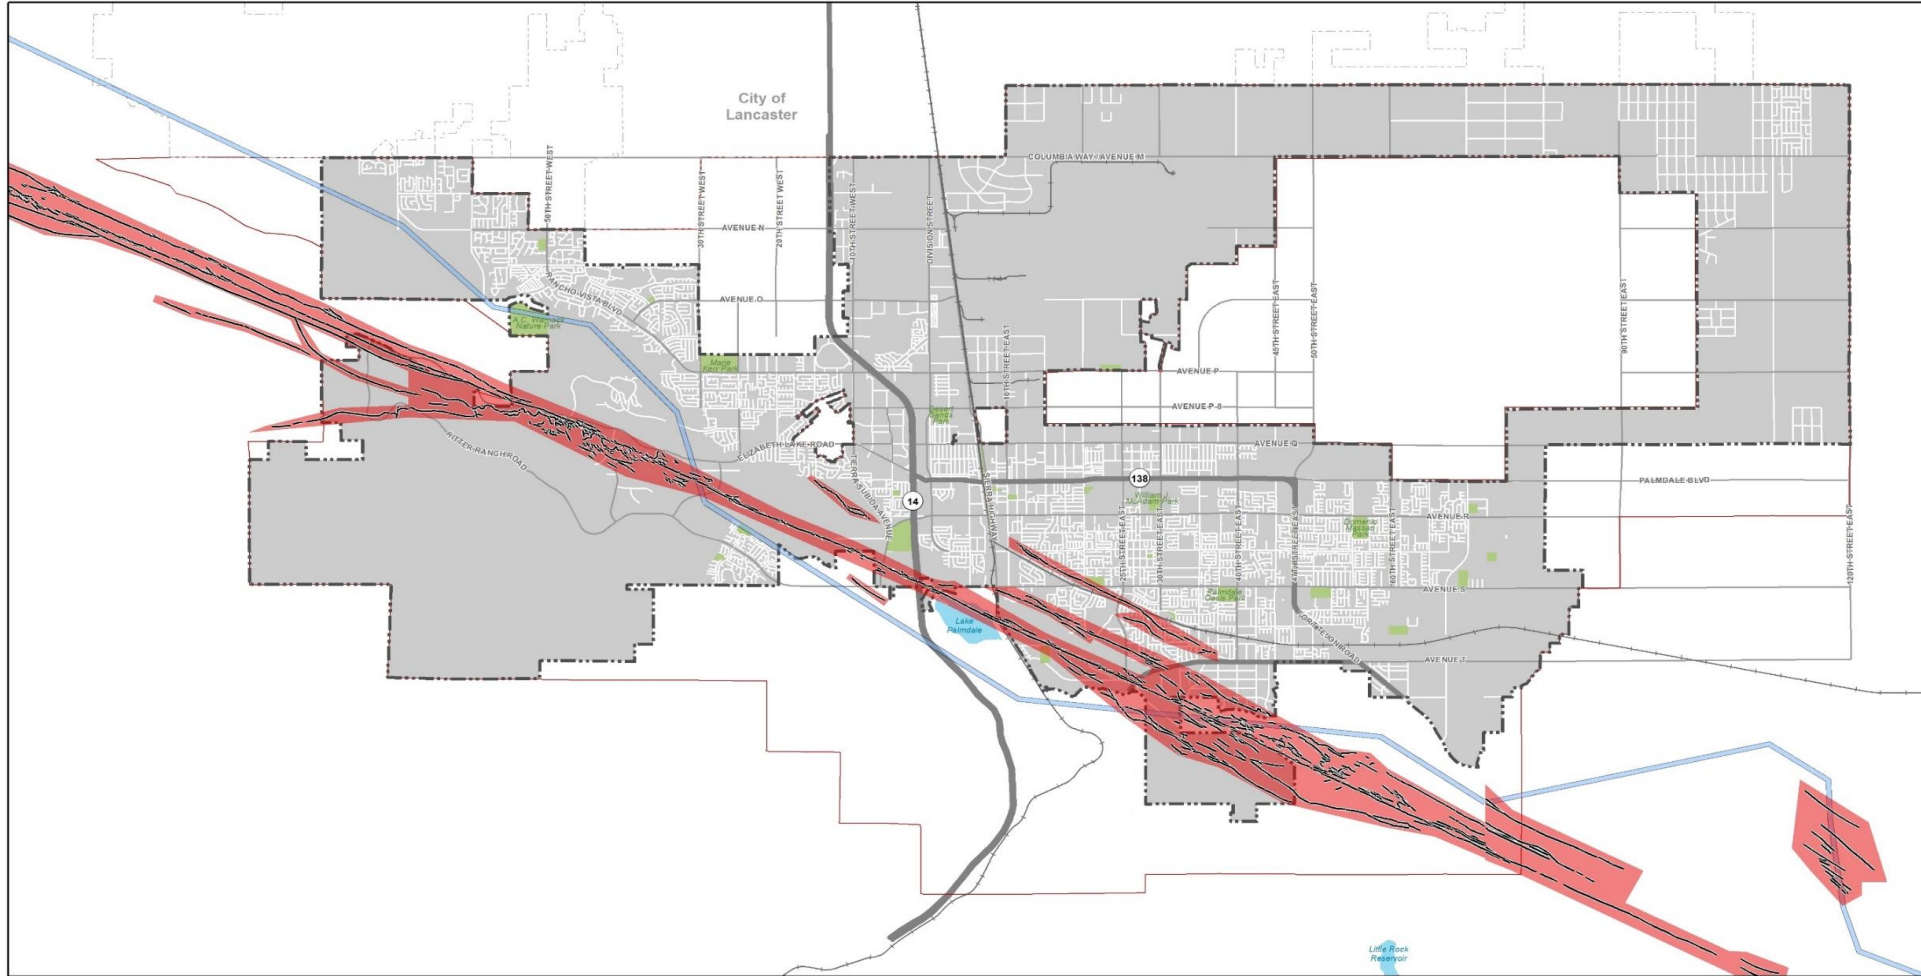 City of
Lancaster
COLUMBIA WAY / AVENUE M
50TH STREET WEST
30TH STREET WEST
20TH STREET WEST
10TH STREET WEST
DIVISION STREET
AVENUE N
RANCHO VISTA BLVD
AVENUE O
A.C. Warnack
Nature Park
45TH STREET EAST
50TH STREET EAST
90TH STREET EAST
10TH STREET EAST
Marie
Kerr Park
AVENUE P
AVENUE P-8
Desert
Sands
Park
RITTER RANCH ROAD
ELIZABETH LAKE ROAD
AVENUE Q
TIERRA SUBIDA AVENUE
SIERRA HIGHWAY
138
PALMDALE BLVD
14
William J.
McAdam Park
AVENUE R
Domenic
Massari
Park
25TH STREET EAST
30TH STREET EAST
40TH STREET EAST
47TH STREET EAST
60TH STREET EAST
120TH STREET EAST
AVENUE S
Palmdale
Oasis Park
Lake
Palmdale
FORT TEJON ROAD
AVENUE T
Little Rock
Reservoir